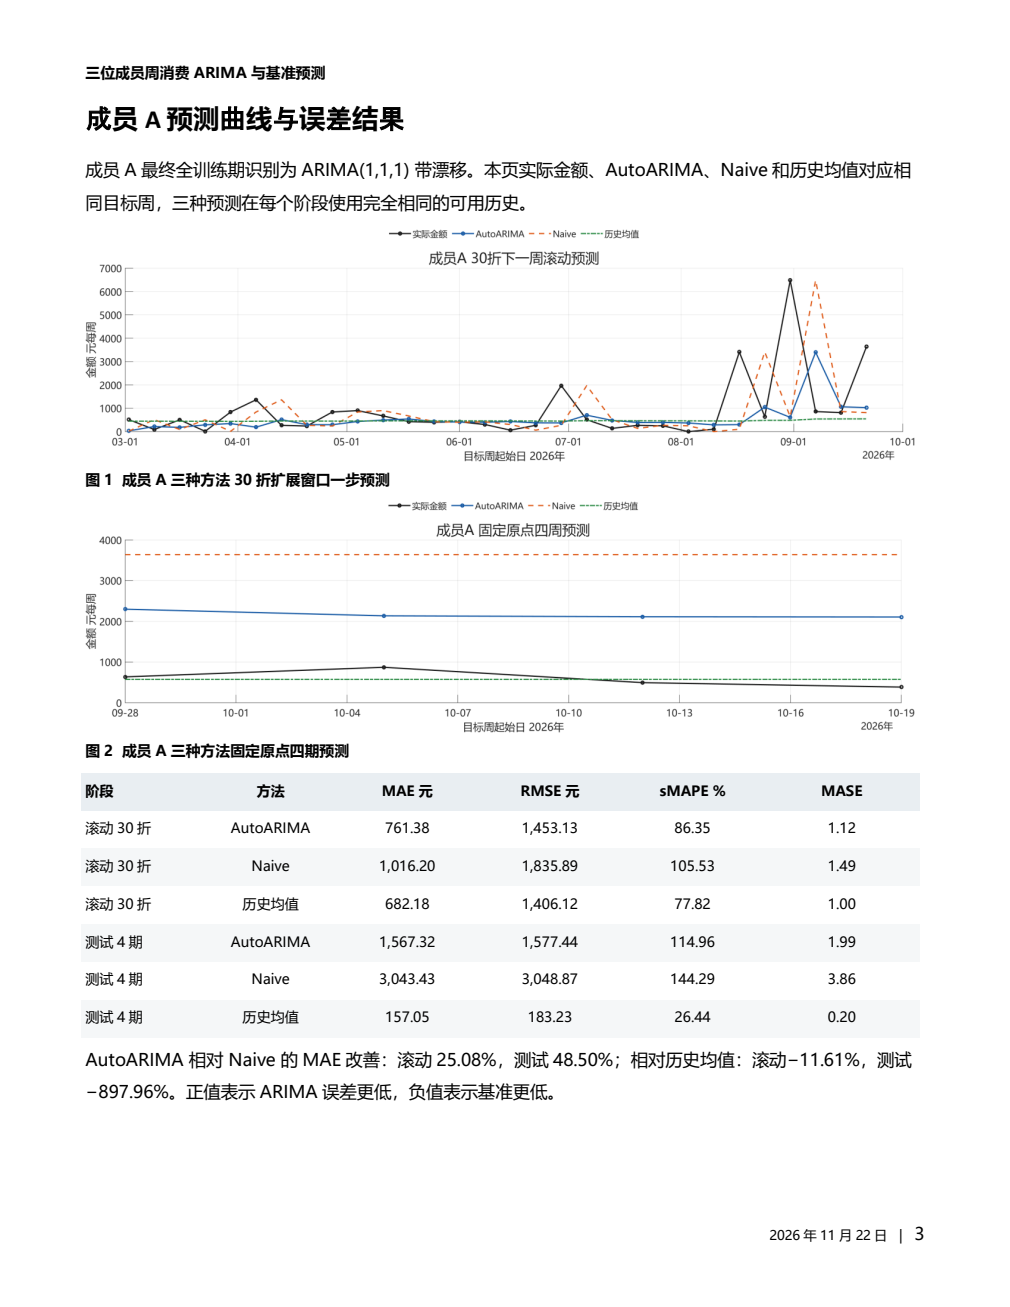 三位成员周消费 ARIMA 与基准预测
成员 A 预测曲线与误差结果
成员 A 最终全训练期识别为 ARIMA(1,1,1) 带漂移。本页实际金额、AutoARIMA、Naive 和历史均值对应相
同目标周，三种预测在每个阶段使用完全相同的可用历史。
实际金额 AutoARIMA Naive 历史均值
成员A 30折下一周滚动预测
金额 元每周
7000
6000
5000
4000
3000
2000
1000
0
03-01 04-01 05-01 06-01 07-01 08-01 09-01 10-01
目标周起始日 2026年 2026年
图 1 成员 A 三种方法 30 折扩展窗口一步预测
实际金额 AutoARIMA Naive 历史均值
成员A 固定原点四周预测
金额 元每周
4000
3000
2000
1000
0
09-28 10-01 10-04 10-07 10-10 10-13 10-16 10-19
目标周起始日 2026年 2026年
图 2 成员 A 三种方法固定原点四期预测
阶段 方法 MAE 元 RMSE 元 sMAPE % MASE
滚动 30 折 AutoARIMA 761.38 1,453.13 86.35 1.12
滚动 30 折 Naive 1,016.20 1,835.89 105.53 1.49
滚动 30 折 历史均值 682.18 1,406.12 77.82 1.00
测试 4 期 AutoARIMA 1,567.32 1,577.44 114.96 1.99
测试 4 期 Naive 3,043.43 3,048.87 144.29 3.86
测试 4 期 历史均值 157.05 183.23 26.44 0.20
AutoARIMA 相对 Naive 的 MAE 改善：滚动 25.08%，测试 48.50%；相对历史均值：滚动−11.61%，测试
−897.96%。正值表示 ARIMA 误差更低，负值表示基准更低。
2026 年 11 月 22 日 | 3